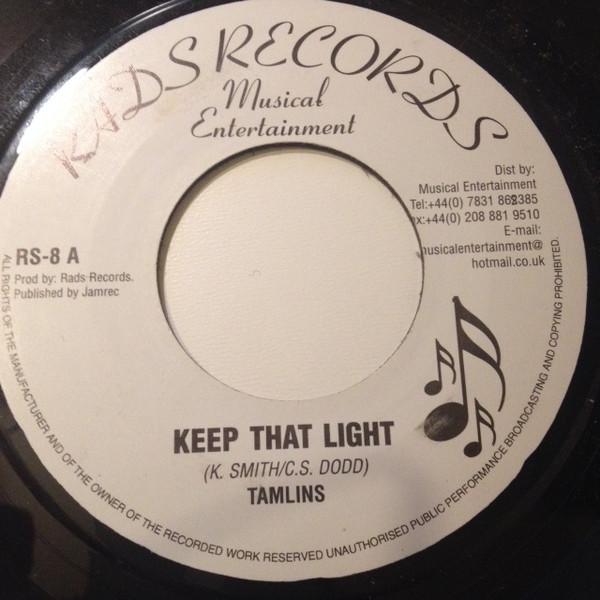 RADS RECORDS
Musical
Entertainment
Dist by:
Musical Entertainment
Tel:+44(0) 7831
x:+44(0) 208 881 9510
E-mail:
usicalentertainment@
hotmail.co.uk
RS-8 A
Prod by: Rads Records.
Published by Jamrec
KEEP THAT LIGHT
(K. SMITH/C.S. DODD)
TAMLINS
ALL RIGHTS OF THE MANUFACTURER AND OF THE OWNER OF THE RECORDED WORK RESERVED UNAUTHORISED PUBLIC PERFORMANCE BROADCASTING AND COPYING PROHIBITED.